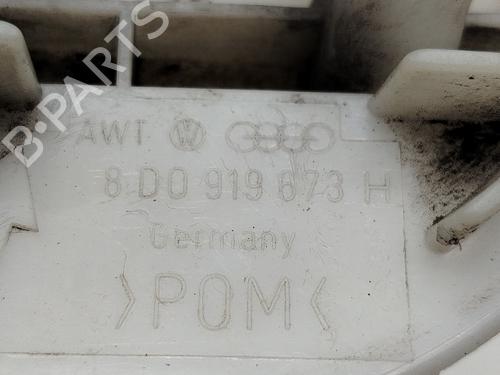 B·PARTS
AWT
8 D0 919 673 H
Germany
>POM<